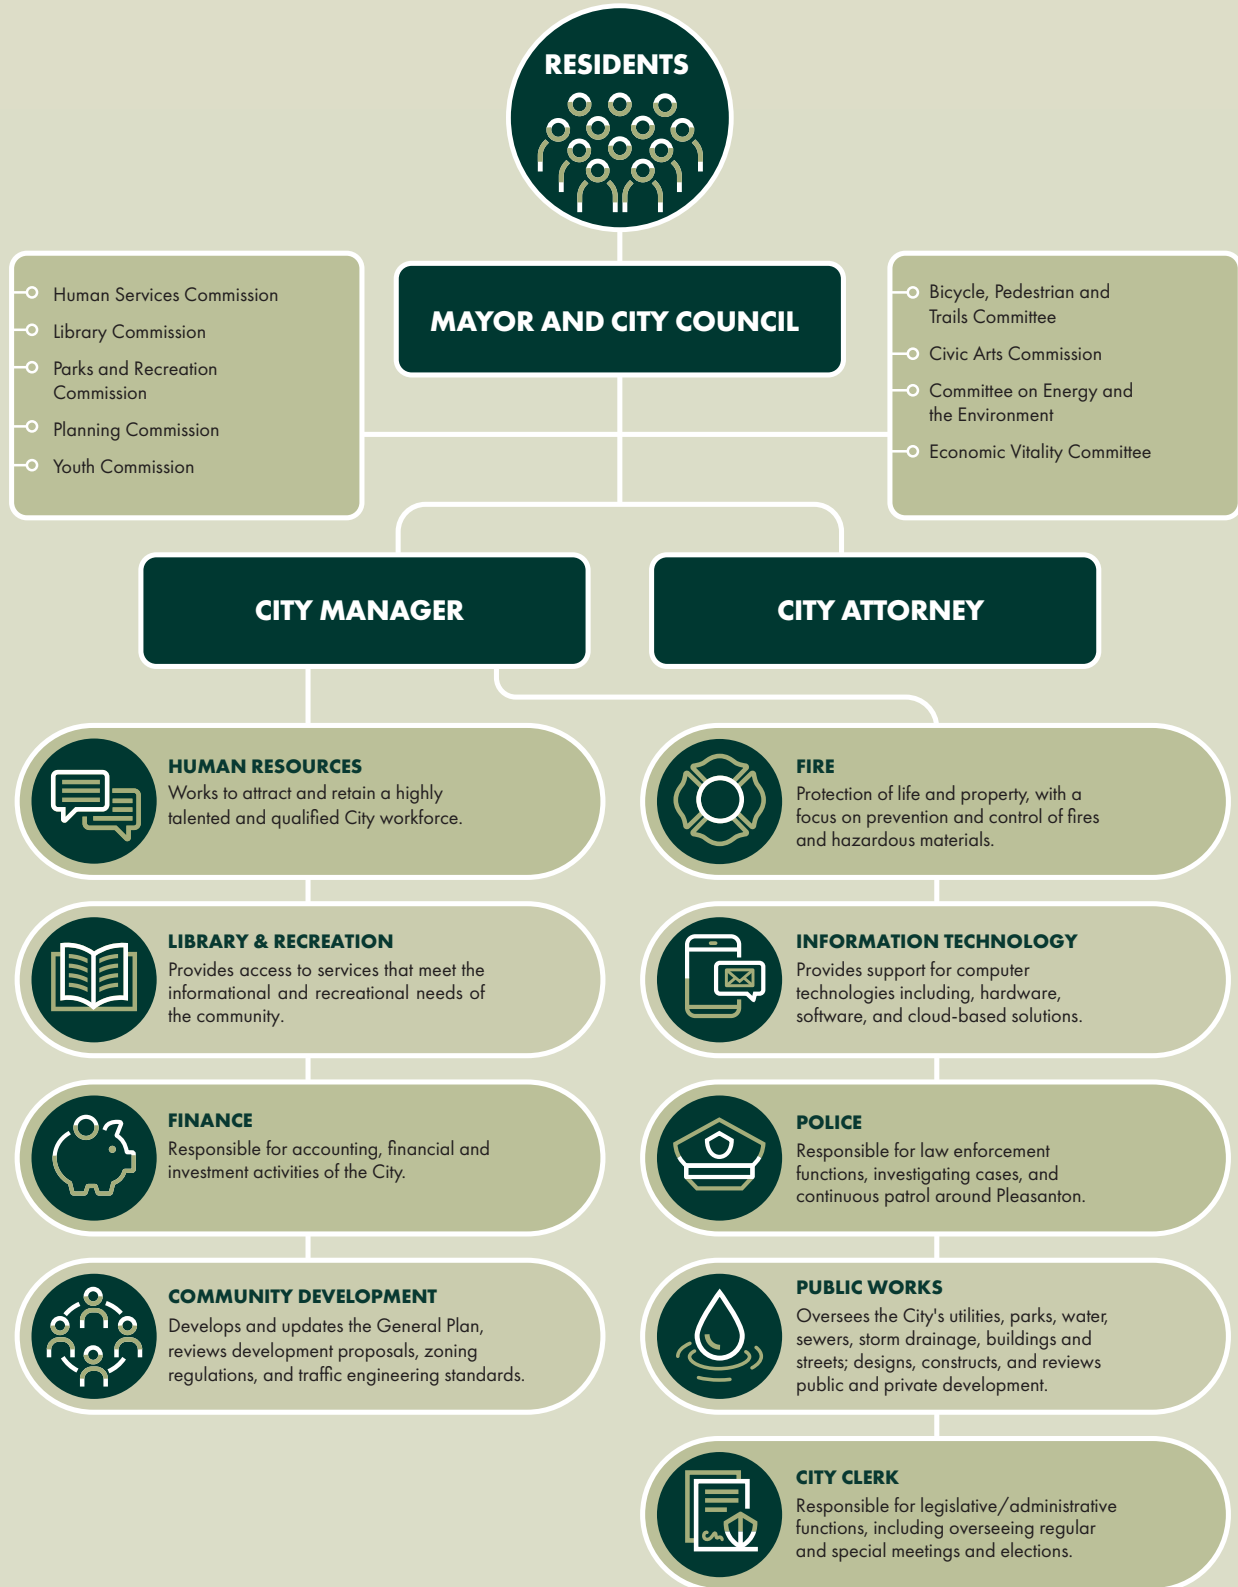 RESIDENTS
MAYOR AND CITY COUNCIL
Human Services Commission
Library Commission
Parks and Recreation
Commission
Planning Commission
Youth Commission
Bicycle, Pedestrian and
Trails Committee
Civic Arts Commission
Committee on Energy and
the Environment
Economic Vitality Committee
CITY MANAGER
CITY ATTORNEY
HUMAN RESOURCES
Works to attract and retain a highly
talented and qualified City workforce.
LIBRARY & RECREATION
Provides access to services that meet the
informational and recreational needs of
the community.
FINANCE
Responsible for accounting, financial and
investment activities of the City.
COMMUNITY DEVELOPMENT
Develops and updates the General Plan,
reviews development proposals, zoning
regulations, and traffic engineering standards.
FIRE
Protection of life and property, with a
focus on prevention and control of fires
and hazardous materials.
INFORMATION TECHNOLOGY
Provides support for computer
technologies including, hardware,
software, and cloud-based solutions.
POLICE
Responsible for law enforcement
functions, investigating cases, and
continuous patrol around Pleasanton.
PUBLIC WORKS
Oversees the City's utilities, parks, water,
sewers, storm drainage, buildings and
streets; designs, constructs, and reviews
public and private development.
CITY CLERK
Responsible for legislative/administrative
functions, including overseeing regular
and special meetings and elections.